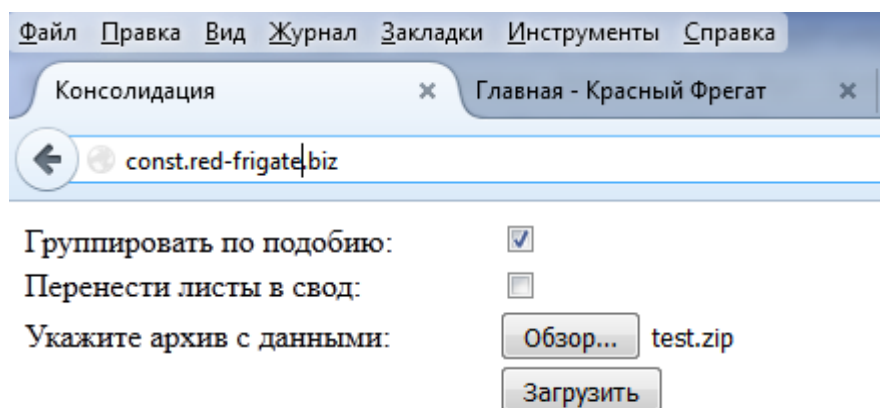 Файл Правка Вид Журнал Закладки Инструменты Справка
Консолидация Главная - Красный Фрегат
const.red-frigate.biz
Группировать по подобию:
Перенести листы в свод:
Укажите архив с данными: Обзор... test.zip
Загрузить